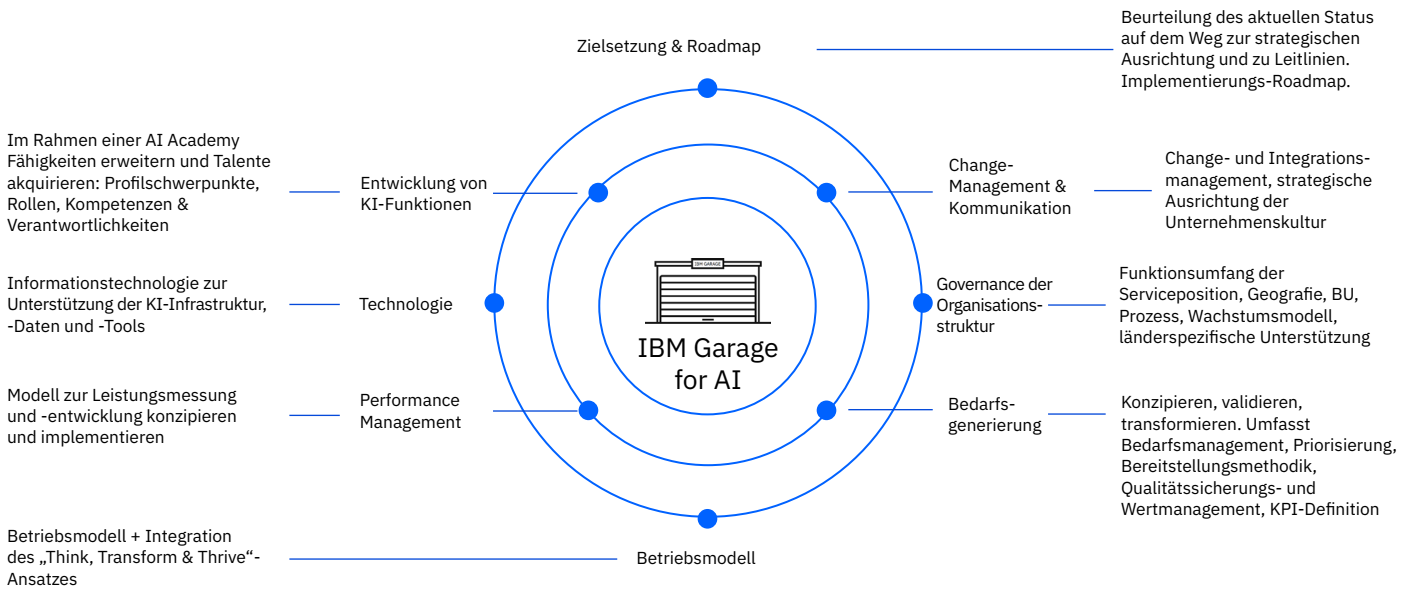 Zielsetzung & Roadmap
Beurteilung des aktuellen Status
auf dem Weg zur strategischen
Ausrichtung und zu Leitlinien.
Implementierungs-Roadmap.
Im Rahmen einer AI Academy
Fähigkeiten erweitern und Talente
akquirieren: Profilschwerpunkte,
Rollen, Kompetenzen &
Verantwortlichkeiten
Entwicklung von
KI-Funktionen
Change-
Management &
Kommunikation
Change- und Integrations-
management, strategische
Ausrichtung der
Unternehmenskultur
Informationstechnologie zur
Unterstützung der KI-Infrastruktur,
-Daten und -Tools
Technologie
IBM GARAGE
IBM Garage
for AI
Governance der
Organisations-
struktur
Funktionsumfang der
Serviceposition, Geografie, BU,
Prozess, Wachstumsmodell,
länderspezifische Unterstützung
Modell zur Leistungsmessung
und -entwicklung konzipieren
und implementieren
Performance
Management
Bedarfs-
generierung
Konzipieren, validieren,
transformieren. Umfasst
Bedarfsmanagement, Priorisierung,
Bereitstellungsmethodik,
Qualitätssicherungs- und
Wertmanagement, KPI-Definition
Betriebsmodell + Integration
des „Think, Transform & Thrive“-
Ansatzes
Betriebsmodell